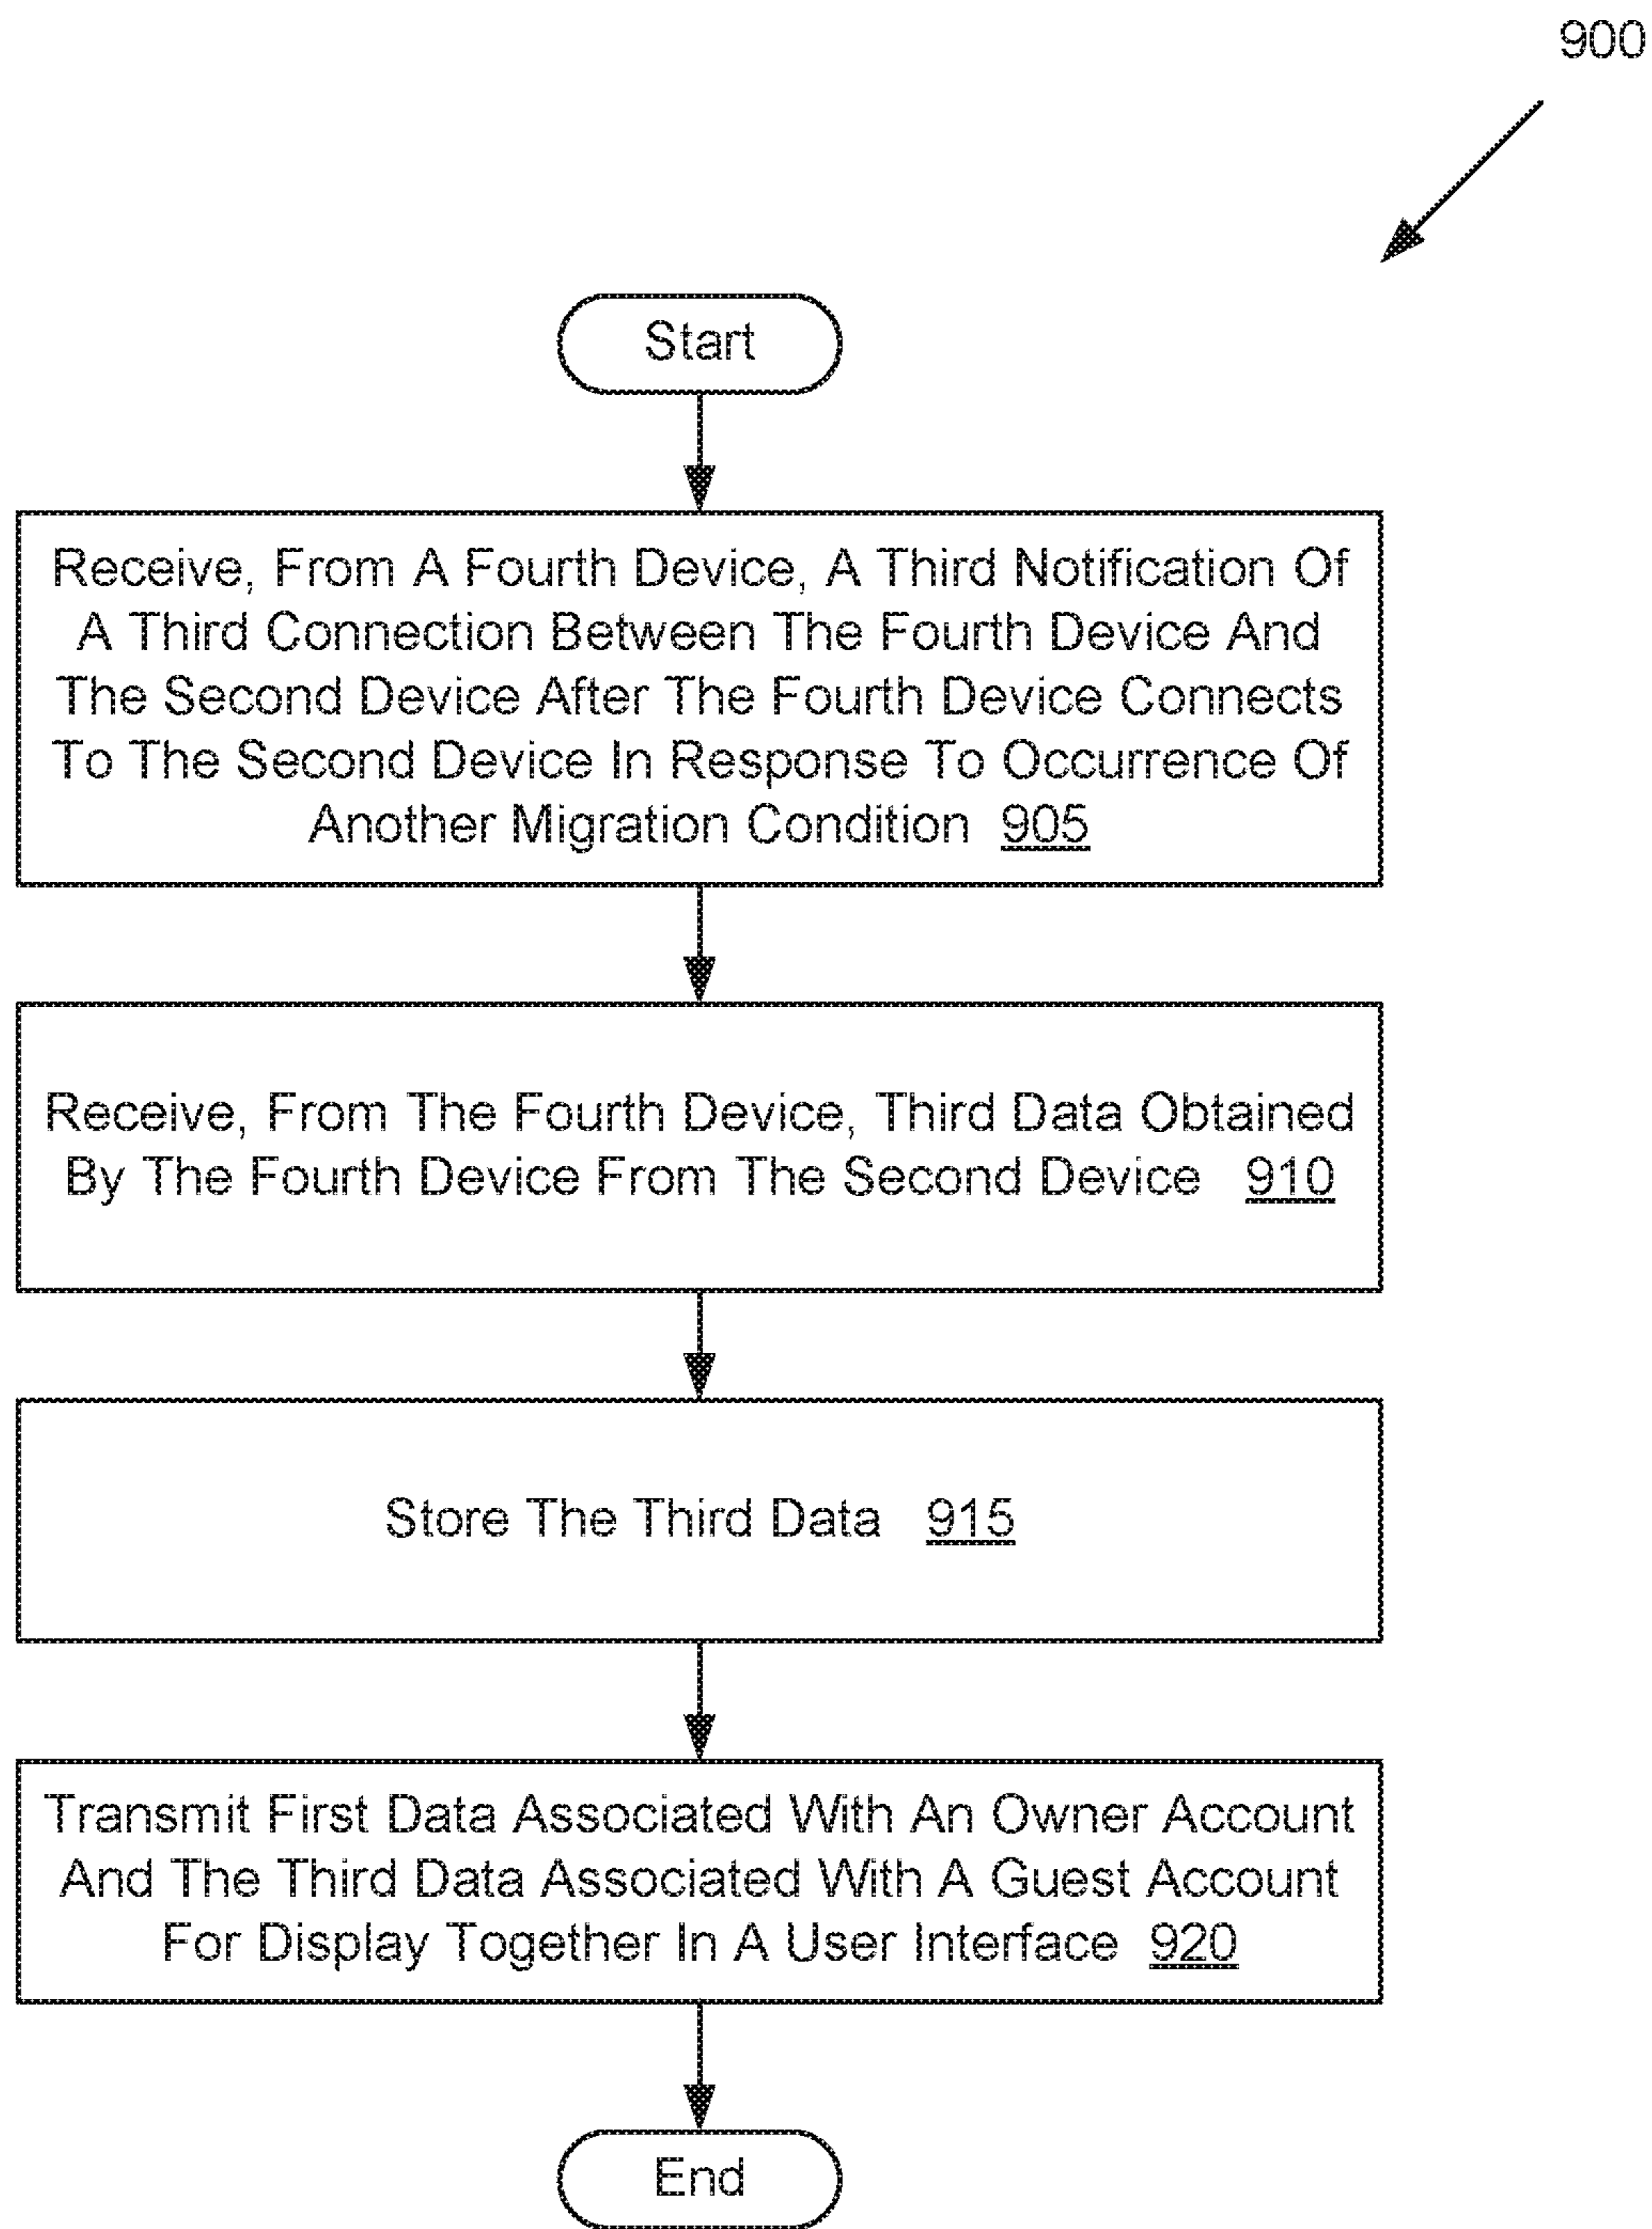 900
Start
Receive, From A Fourth Device, A Third Notification Of
A Third Connection Between The Fourth Device And
The Second Device After The Fourth Device Connects
To The Second Device In Response To Occurrence Of
Another Migration Condition 905
Receive, From The Fourth Device, Third Data Obtained
By The Fourth Device From The Second Device 910
Store The Third Data 915
Transmit First Data Associated With An Owner Account
And The Third Data Associated With A Guest Account
For Display Together In A User Interface 920
End